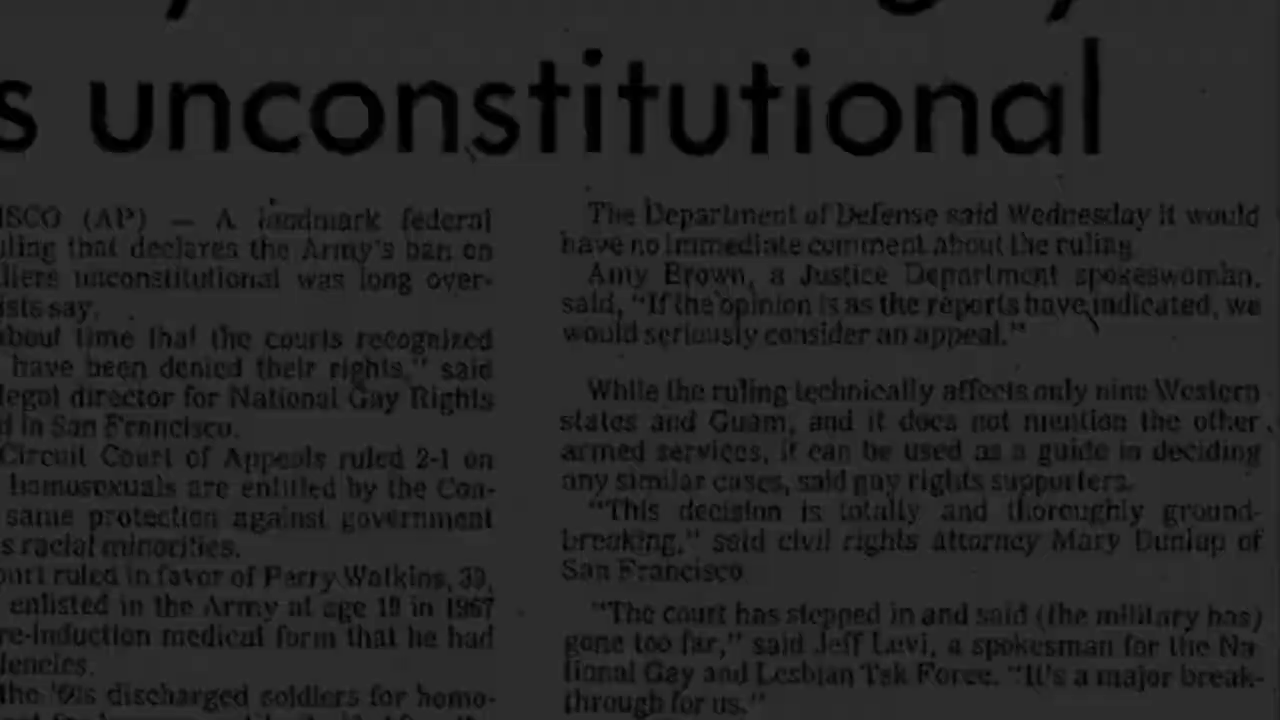 s unconstitutional
ISCO (AP) — A landmark federal
uling that declares the Army's ban on
diers unconstitutional was long over-
ists say.
about time that the courts recognized
have been denied their rights," said
legal director for National Gay Rights
d in San Francisco.
Circuit Court of Appeals ruled 2-1 on
homosexuals are entitled by the Con-
same protection against government
s racial minorities.
ourt ruled in favor of Perry Watkins, 39,
enlisted in the Army at age 19 in 1967
re-induction medical form that he had
dencies.
the '60s discharged soldiers for homo-
The Department of Defense said Wednesday it would
have no immediate comment about the ruling.
Amy Brown, a Justice Department spokeswoman,
said, "If the opinion is as the reports have indicated, we
would seriously consider an appeal."
While the ruling technically affects only nine Western
states and Guam, and it does not mention the other
armed services, it can be used as a guide in deciding
any similar cases, said gay rights supporters.
"This decision is totally and thoroughly ground-
breaking," said civil rights attorney Mary Dunlap of
San Francisco
"The court has stepped in and said (the military has)
gone too far," said Jeff Levi, a spokesman for the Na-
tional Gay and Lesbian Tsk Force. "It's a major break-
through for us."